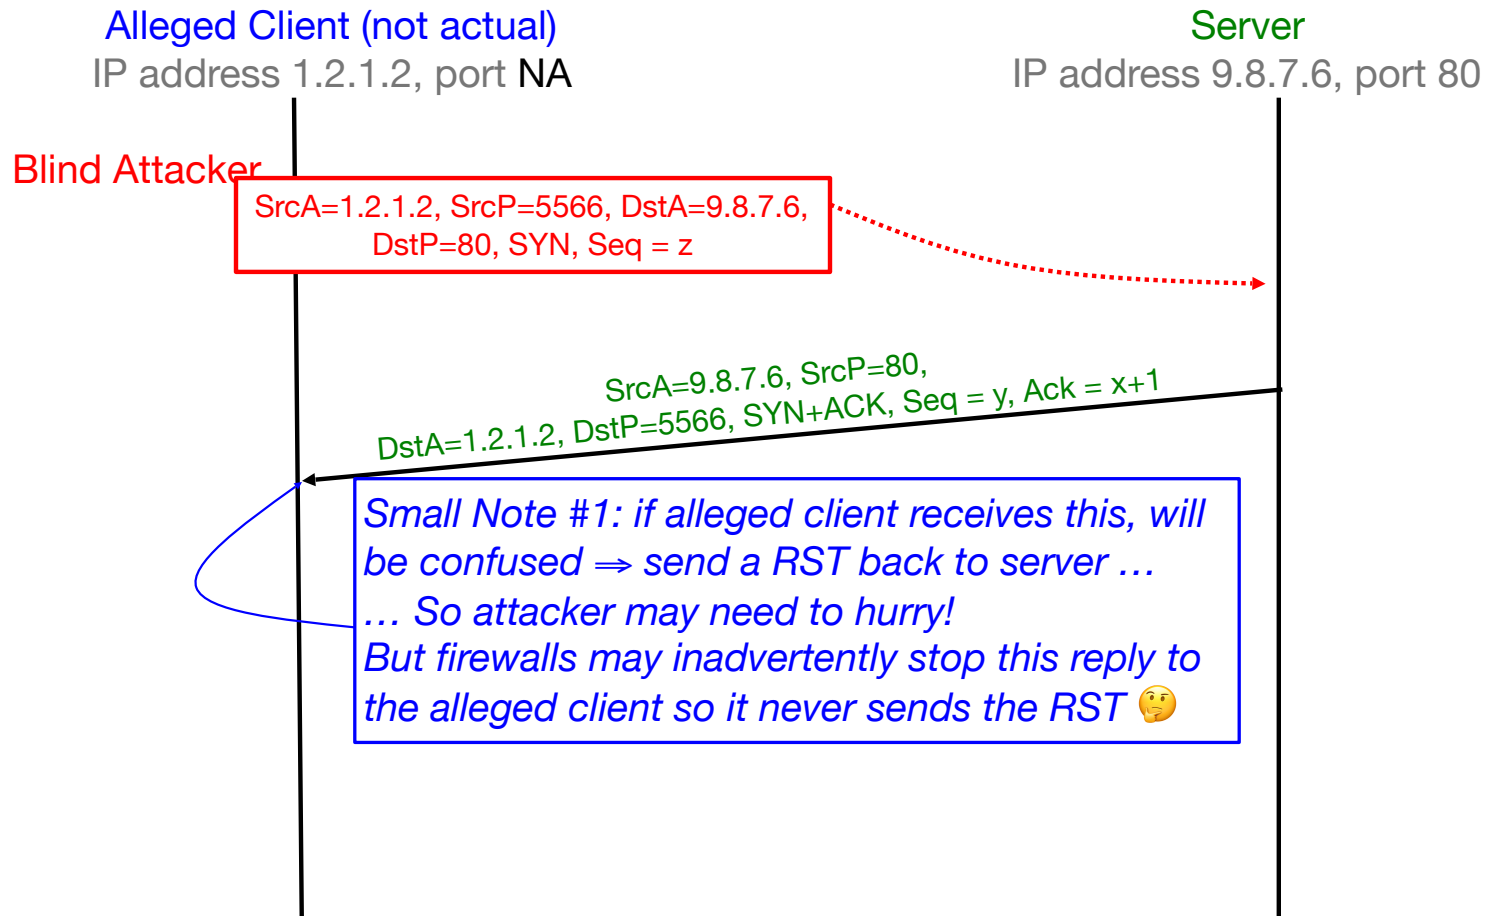 Alleged Client (not actual)
IP address 1.2.1.2, port NA
Server
IP address 9.8.7.6, port 80
Blind Attacker
SrcA=1.2.1.2, SrcP=5566, DstA=9.8.7.6,
DstP=80, SYN, Seq = z
SrcA=9.8.7.6, SrcP=80,
DstA=1.2.1.2, DstP=5566, SYN+ACK, Seq = y, Ack = x+1
Small Note #1: if alleged client receives this, will
be confused ⇒ send a RST back to server …
… So attacker may need to hurry!
But firewalls may inadvertently stop this reply to
the alleged client so it never sends the RST 🤔